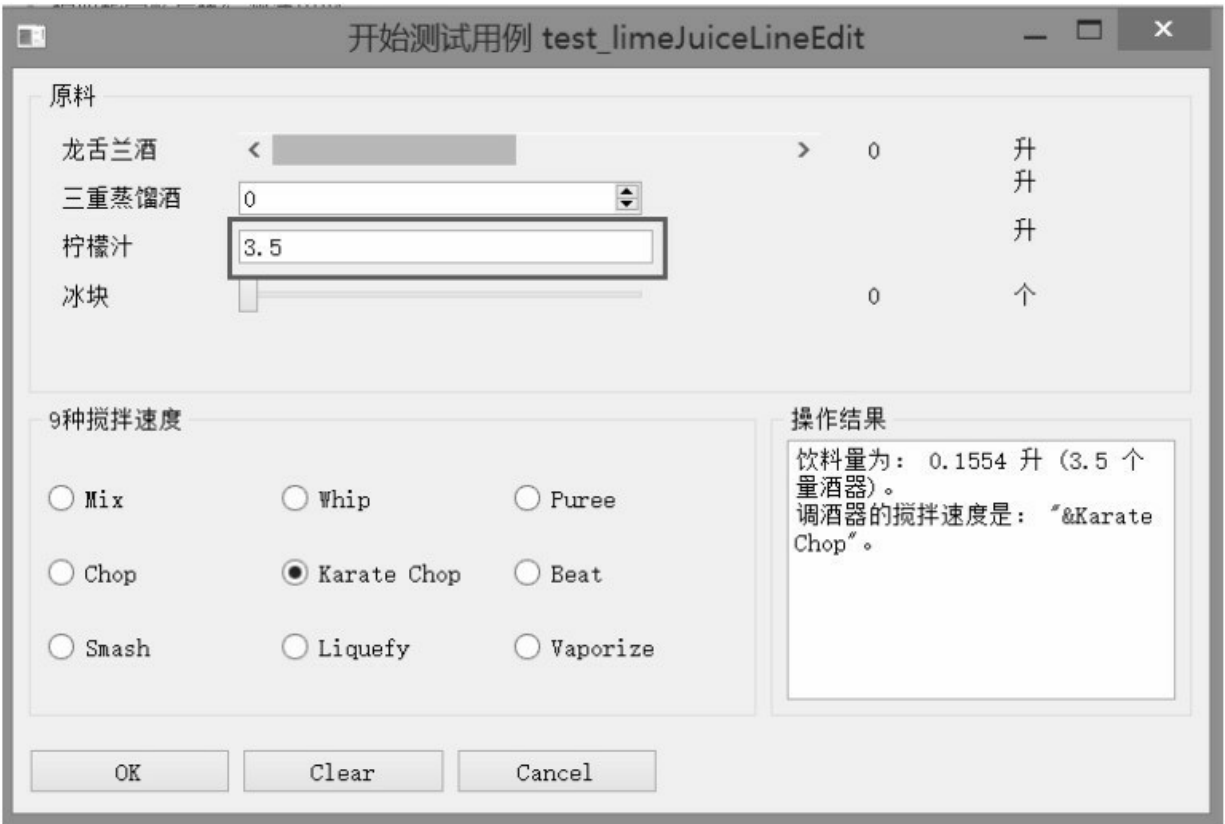 开始测试用例 test_limeJuiceLineEdit
原料
龙舌兰酒 0 升
三重蒸馏酒 0 升
柠檬汁 3.5 升
冰块 0 个
9种搅拌速度
Mix Whip Puree
Chop Karate Chop Beat
Smash Liquefy Vaporize
操作结果
饮料量为： 0.1554 升 (3.5 个
量酒器)。
调酒器的搅拌速度是： "&Karate
Chop"。
OK Clear Cancel